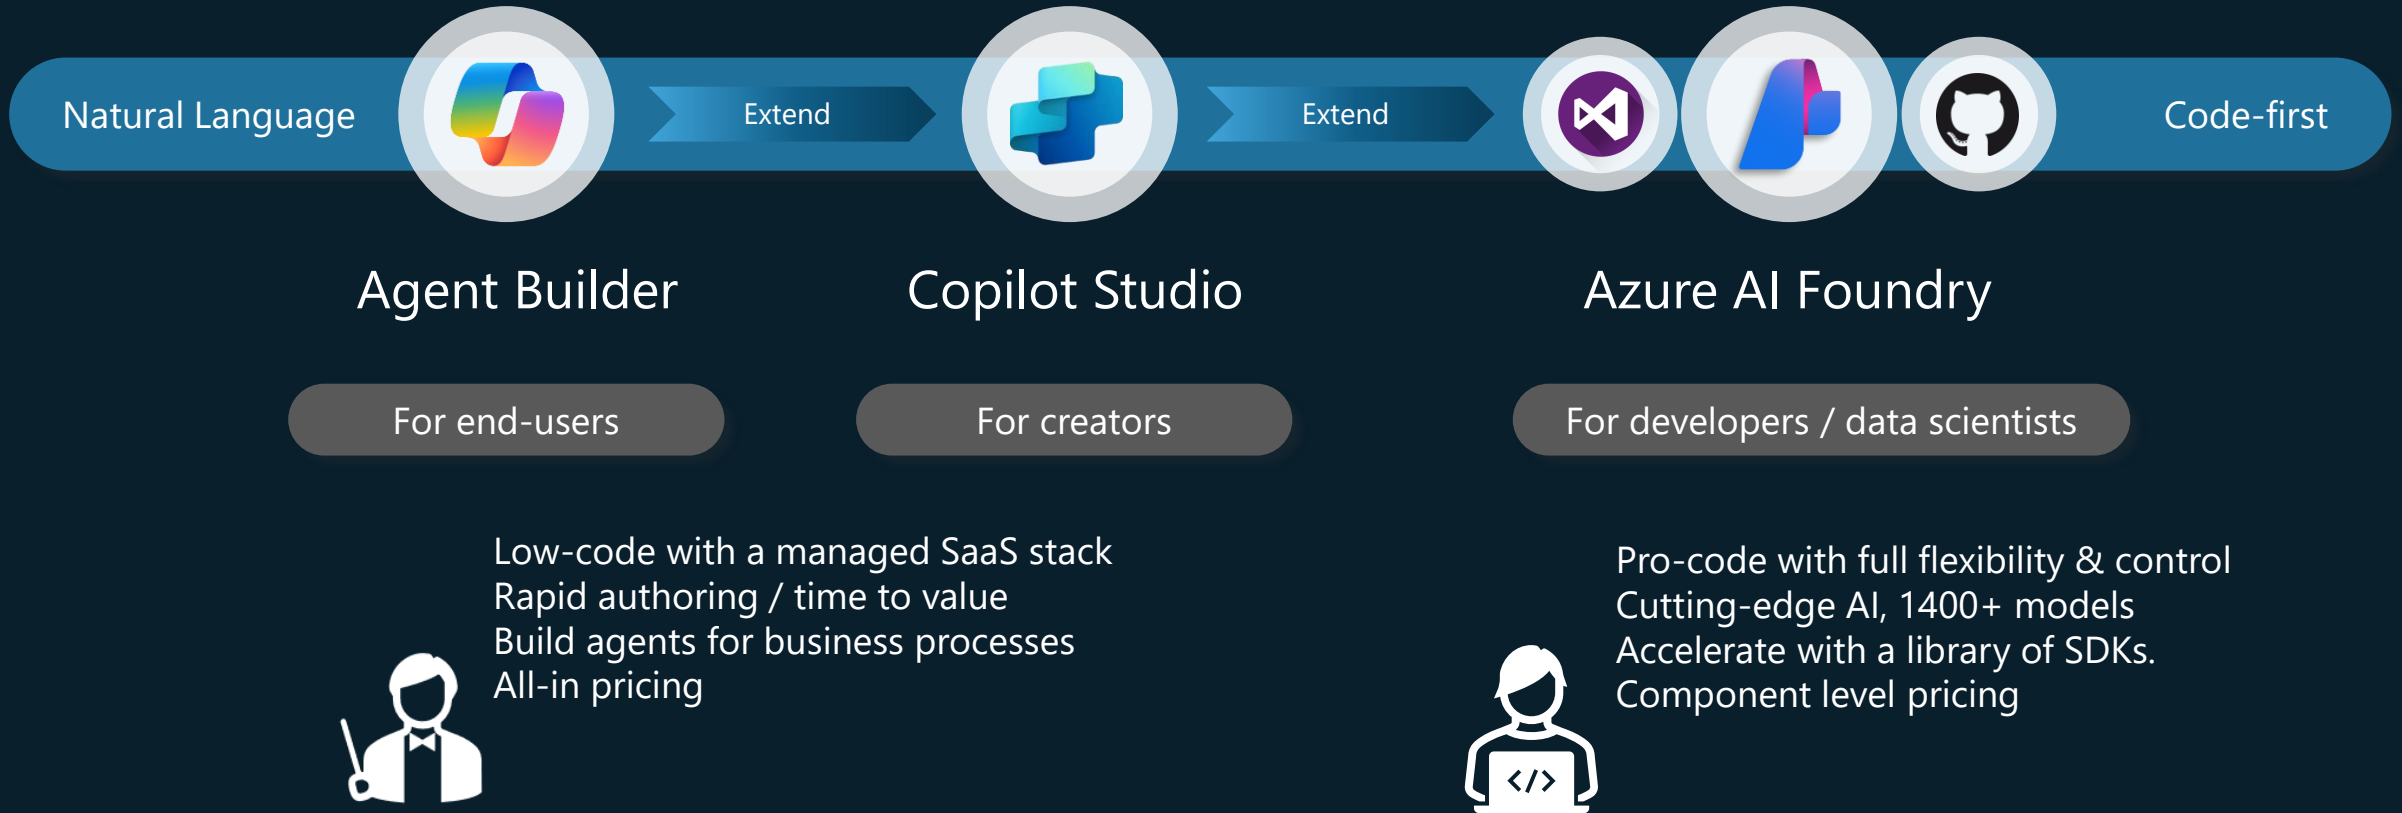 Natural Language
Extend
Extend
Code-first
Agent Builder
Copilot Studio
Azure AI Foundry
For end-users
For creators
For developers / data scientists
Low-code with a managed SaaS stack
Rapid authoring / time to value
Build agents for business processes
All-in pricing
Pro-code with full flexibility & control
Cutting-edge AI, 1400+ models
Accelerate with a library of SDKs.
Component level pricing
</>